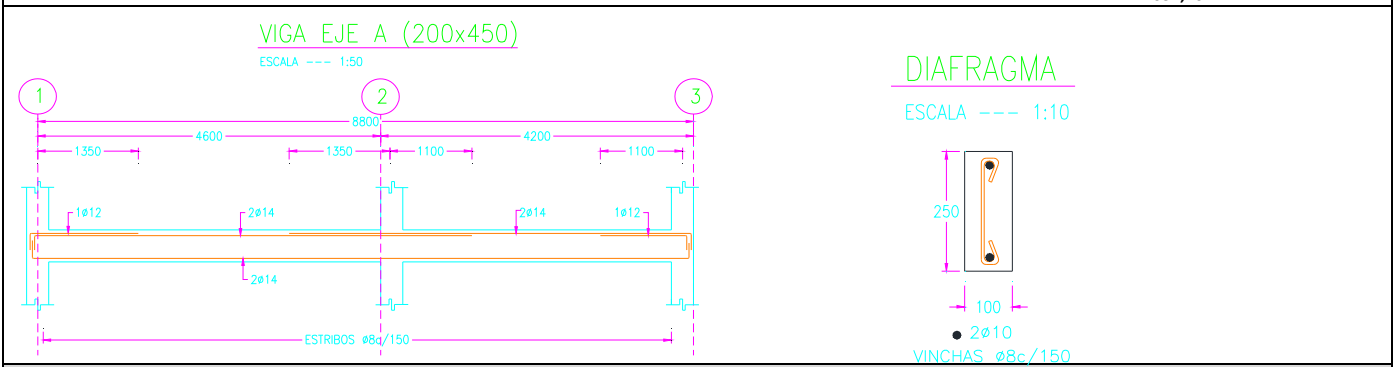 VIGA EJE A (200x450)
ESCALA --- 1:50
1
2
3
8800
4600
4200
1350
1350
1100
1100
1ø12
2ø14
2ø14
1ø12
2ø14
ESTRIBOS ø8c/150
DIAFRAGMA
ESCALA --- 1:10
250
100
2ø10
VINCHAS ø8c/150